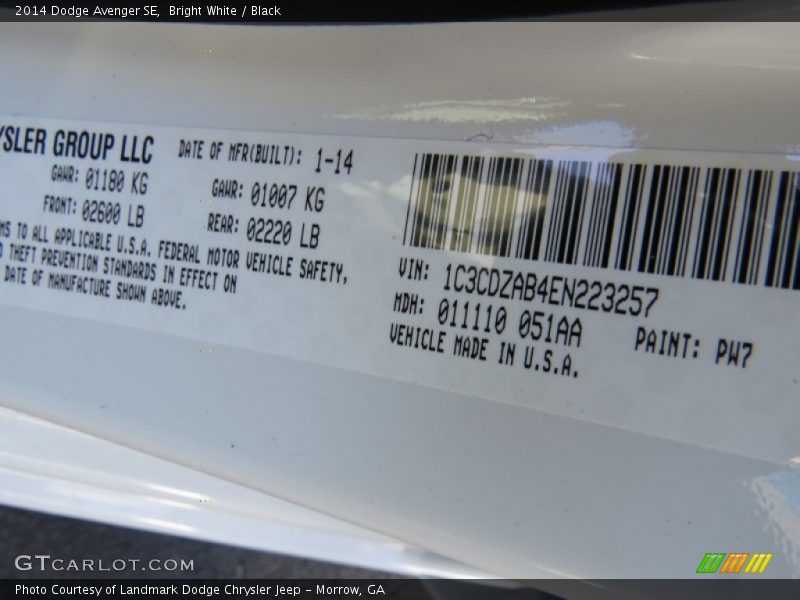 2014 Dodge Avenger SE,  Bright White / Black
YSLER GROUP LLC
DATE OF MFR(BUILT): 1-14
GAWR: 01180 KG
GAWR: 01007 KG
FRONT: 02600 LB
REAR: 02220 LB
MS TO ALL APPLICABLE U.S.A. FEDERAL MOTOR VEHICLE SAFETY,
THEFT PREVENTION STANDARDS IN EFFECT ON
DATE OF MANUFACTURE SHOWN ABOVE.
VIN: 1C3CDZAB4EN223257
MDH: 011110 051AA
PAINT: PW7
VEHICLE MADE IN U.S.A.
GTCARLOT.COM
Photo Courtesy of Landmark Dodge Chrysler Jeep - Morrow, GA